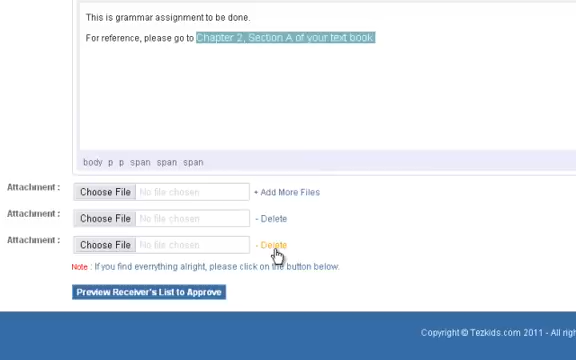 This is grammar assignment to be done.
For reference, please go to Chapter 2, Section A of your text book.
body p p span span span
Attachment : Choose File No file chosen + Add More Files
Attachment : Choose File No file chosen - Delete
Attachment : Choose File No file chosen - Delete
Note : If you find everything alright, please click on the button below.
Preview Receiver's List to Approve
Copyright © Tezkids.com 2011 - All righ